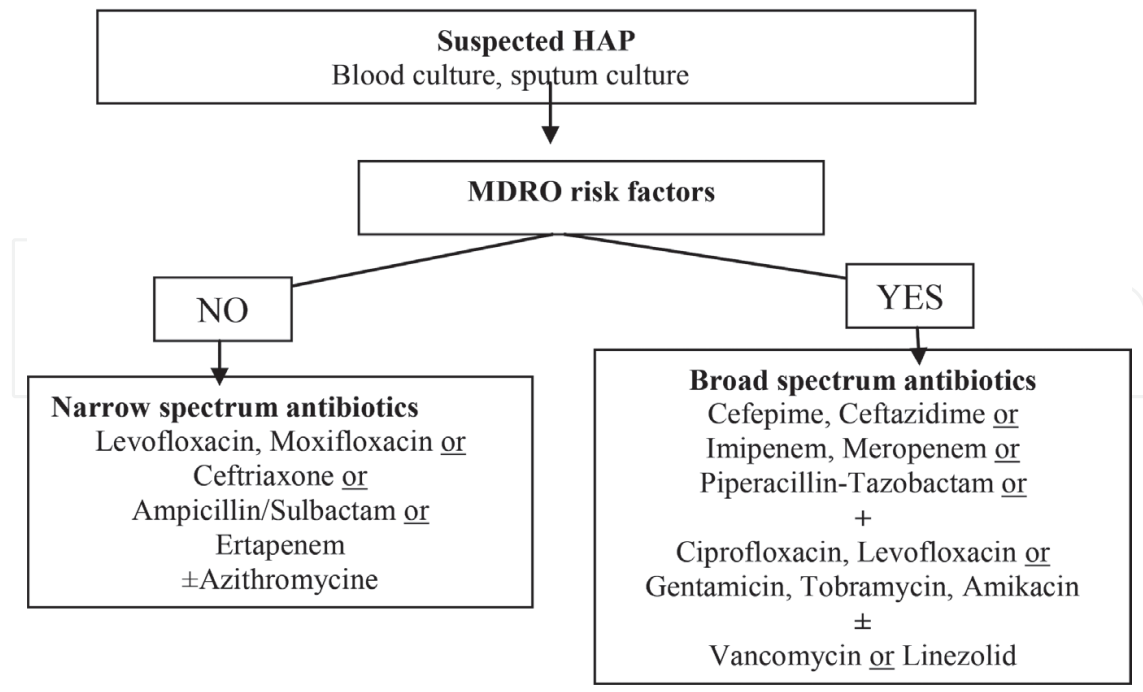 Suspected HAP
Blood culture, sputum culture
MDRO risk factors
NO
YES
Narrow spectrum antibiotics
Levofloxacin, Moxifloxacin or
Ceftriaxone or
Ampicillin/Sulbactam or
Ertapenem
±Azithromycine
Broad spectrum antibiotics
Cefepime, Ceftazidime or
Imipenem, Meropenem or
Piperacillin-Tazobactam or
+
Ciprofloxacin, Levofloxacin or
Gentamicin, Tobramycin, Amikacin
±
Vancomycin or Linezolid